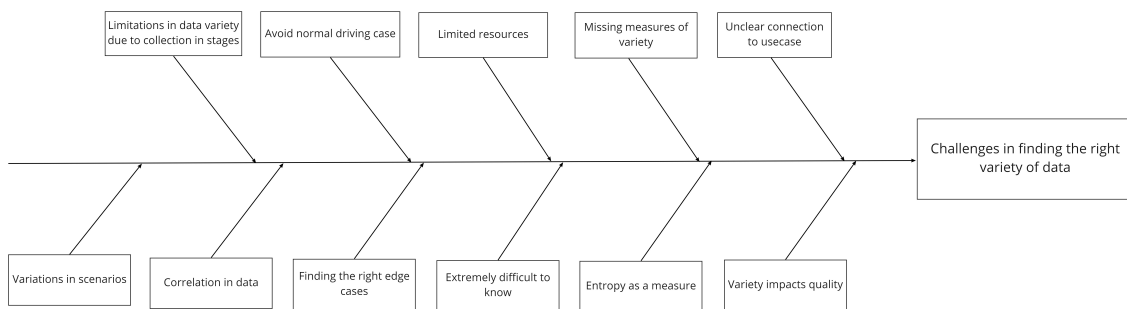 Limitations in data variety
due to collection in stages
Avoid normal driving case
Limited resources
Missing measures of
variety
Unclear connection
to usecase
Challenges in finding the right
variety of data
Variations in scenarios
Correlation in data
Finding the right edge
cases
Extremely difficult to
know
Entropy as a measure
Variety impacts quality